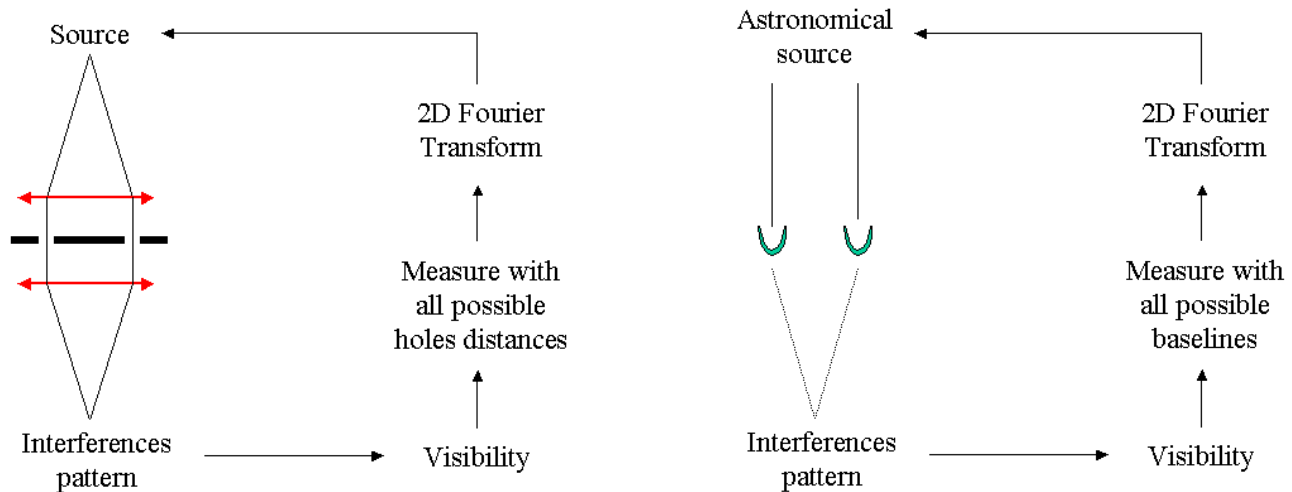 Source
2D Fourier
Transform
Measure with
all possible
holes distances
Interferences
pattern
Visibility
Astronomical
source
2D Fourier
Transform
Measure with
all possible
baselines
Interferences
pattern
Visibility